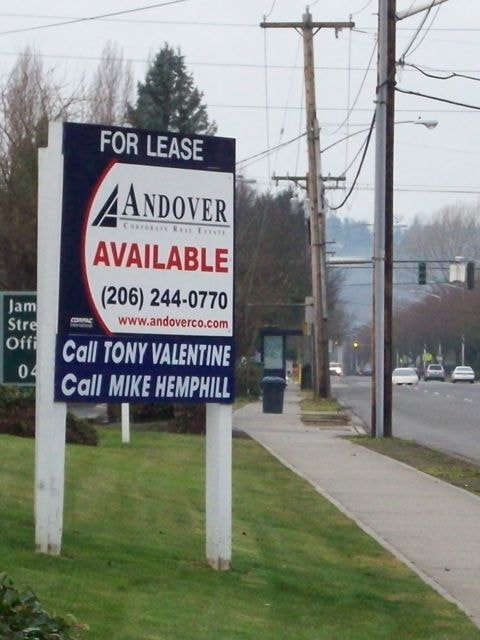 FOR LEASE
ANDOVER
CORPORATE REAL ESTATE
AVAILABLE
(206) 244-0770
www.andoverco.com
Call TONY VALENTINE
Call MIKE HEMPHILL
Jam
Stre
Offi
04